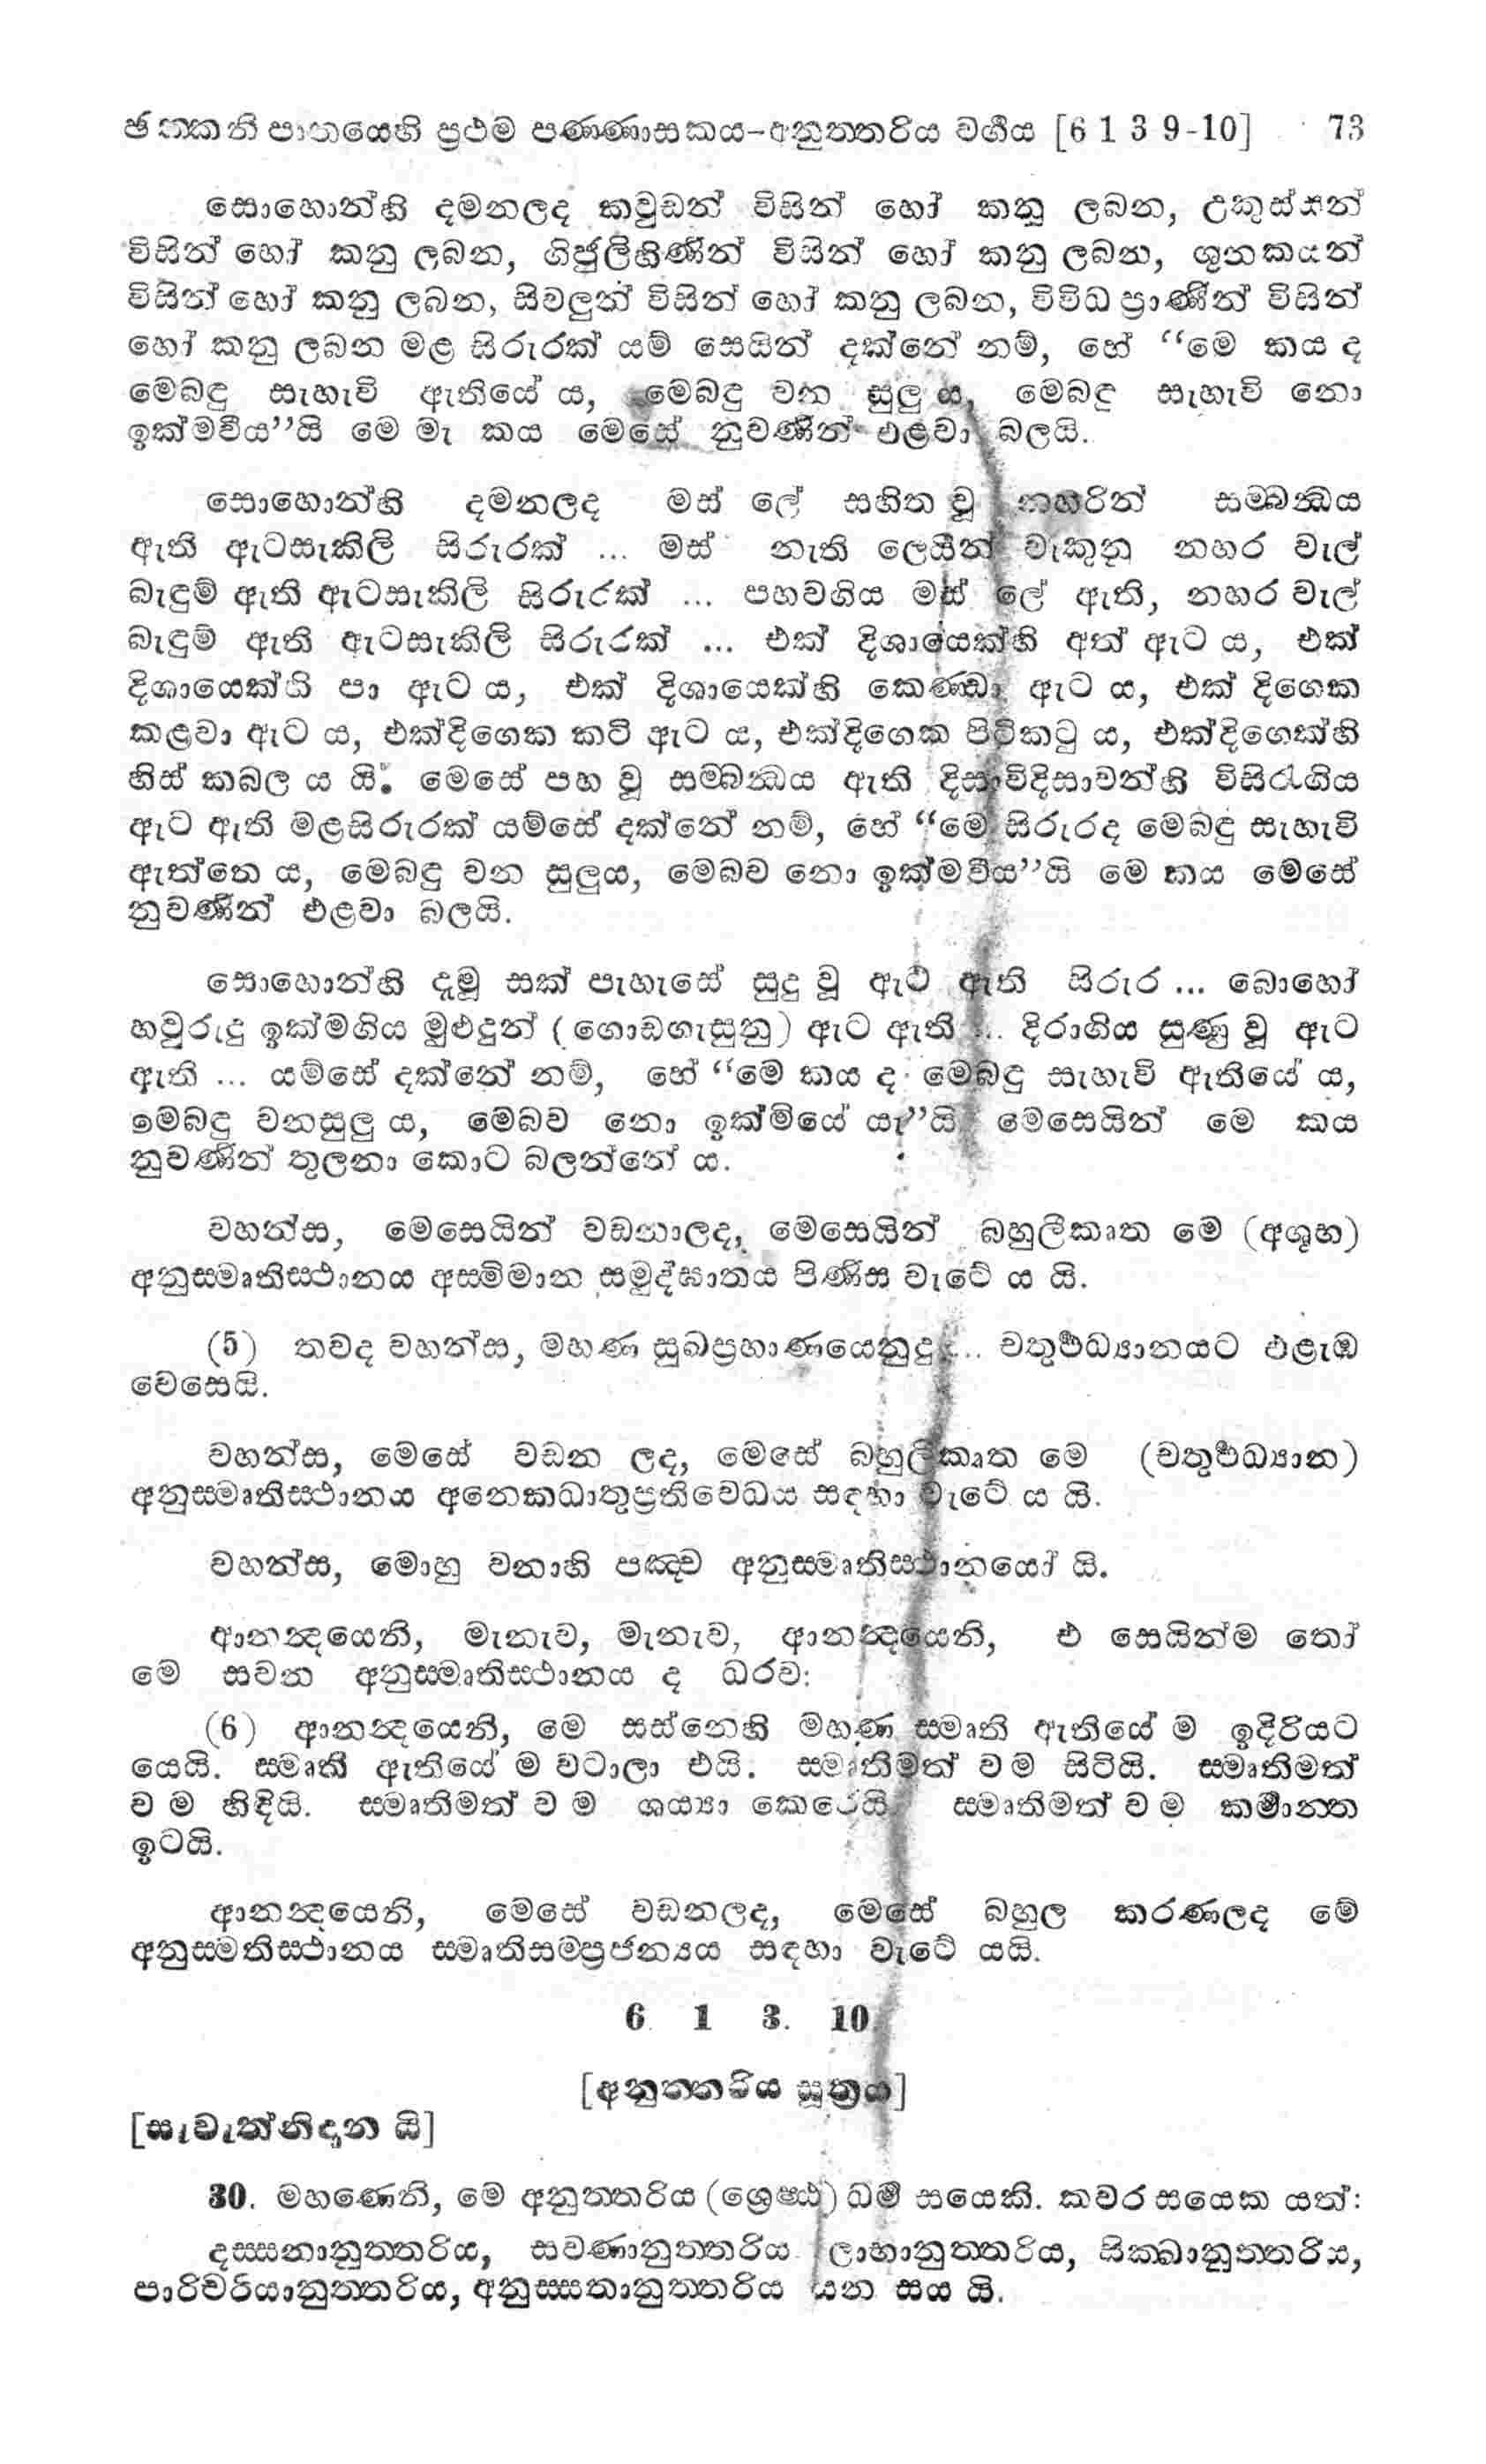 ඡක්කනිපාතයෙහි ප්‍රථම පණ්ණාසකය-අනුත්තරිය වර්‍ගය [6 1 3 9-10] 73
සොහොන්හි දමනලද කවුඩන් විසින් හෝ කනු ලබන, උකුස්සන්
විසින් හෝ කනු ලබන, ගිජුලිහිණින් විසින් හෝ කනු ලබන, ශුනකයන්
විසින් හෝ කනු ලබන, සිවලුන් විසින් හෝ කනු ලබන, විවිධ ප්‍රාණීන් විසින්
හෝ කනු ලබන මළ සිරුරක් යම් සෙයින් දක්නේ නම්, හේ “මෙ කය ද
මෙබඳු සැහැවි ඇතියේ ය, මෙබඳු වන සුලු ය, මෙබඳු සැහැවි නො
ඉක්මවීය”යි මෙ මැ කය මෙසේ නුවණින් එළවා බලයි.
සොහොන්හි දමනලද මස් ලේ සහිත වූ නහරින් සම්බන්‍ධය
ඇති ඇටසැකිලි සිරුරක් ... මස් නැති ලෙයින් වැකුනු නහර වැල්
බැඳුම් ඇති ඇටසැකිලි සිරුරක් ... පහවගිය මස් ලේ ඇති, නහර වැල්
බැඳුම් ඇති ඇටසැකිලි සිරුරක් ... එක් දිශායෙක්හි අත් ඇට ය, එක්
දිශායෙක්හි පා ඇට ය, එක් දිශායෙක්හි කෙණ්ඩා ඇට ය, එක් දිගෙක
කළවා ඇට ය, එක්දිගෙක කටි ඇට ය, එක්දිගෙක පිටිකටු ය, එක්දිගෙක්හි
හිස් කබල ය යි. මෙසේ පහ වූ සම්බන්‍ධය ඇති දිසාවිදිසාවන්හි විසිරැගිය
ඇට ඇති මළසිරුරක් යම්සේ දක්නේ නම්, හේ “මෙ සිරුරද මෙබඳු සැහැවි
ඇත්තෙ ය, මෙබඳු වන සුලුය, මෙබව නො ඉක්මවීය”යි මෙ කය මෙසේ
නුවණින් එළවා බලයි.
සොහොන්හි දැමූ සක් පැහැසේ සුදු වූ ඇට ඇති සිරුර ... බොහෝ
හවුරුදු ඉක්මගිය මුළුදුන් (ගොඩගැසුනු) ඇට ඇති ... දිරාගිය සුණු වූ ඇට
ඇති ... යම්සේ දක්නේ නම්, හේ “මෙ කය ද මෙබඳු සැහැවි ඇතියේ ය,
මෙබඳු වනසුලු ය, මෙබව නො ඉක්මියේ යැ”යි මෙසෙයින් මෙ කය
නුවණින් තුලනා කොට බලන්නේ ය.
වහන්ස, මෙසෙයින් වඩනාලද, මෙසෙයින් බහුලීකෘත මෙ (අශුභ)
අනුස්මෘතිස්ථානය අස්මිමාන සමුද්ඝාතය පිණිස වැටේ ය යි.
(5) තවද වහන්ස, මහණ සුඛප්‍රහාණයෙනුදු ... චතුර්‍ථධ්‍යානයට එළැඹ
වෙසෙයි.
වහන්ස, මෙසේ වඩන ලද, මෙසේ බහුලීකෘත මෙ (චතුර්‍ථධ්‍යාන)
අනුස්මෘතිස්ථානය අනෙකධාතුප්‍රතිවෙධය සඳහා වැටේ ය යි.
වහන්ස, මොහු වනාහි පඤ්ච අනුස්මෘතිස්ථානයෝ යි.
ආනන්‍දයෙනි, මැනැව, මැනැව, ආනන්‍දයෙනි, එ සෙයින්ම තෝ
මෙ සවන අනුස්මෘතිස්ථානය ද ධරව:
(6) ආනන්‍දයෙනි, මෙ සස්නෙහි මහණ ස්මෘති ඇතියේ ම ඉදිරියට
යෙයි. ස්මෘති ඇතියේ ම වටාලා එයි. ස්මෘතිමත් ව ම සිටියි. ස්මෘතිමත්
ව ම හිඳියි. ස්මෘතිමත් ව ම ශය්‍යා කෙරෙයි. ස්මෘතිමත් ව ම කර්‍මාන්ත
ඉටයි.
ආනන්‍දයෙනි, මෙසේ වඩනලද, මෙසේ බහුල කරණලද මේ
අනුස්මතිස්ථානය ස්මෘතිසම්ප්‍රජන්‍යය සඳහා වැටේ යයි.
6 1 3. 10
[අනුත්තරිය සූත්‍රය]
[සැවැත්නිදාන යි]
30. මහණෙනි, මෙ අනුත්තරිය (ශ්‍රේෂ්ඨ) ධර්‍ම සයෙකි. කවර සයෙක යත්:
දස්සනානුත්තරිය, සවණානුත්තරිය ලාභානුත්තරිය, සික්ඛානුත්තරිය,
පාරිචරියානුත්තරිය, අනුස්සතානුත්තරිය යන සය යි.